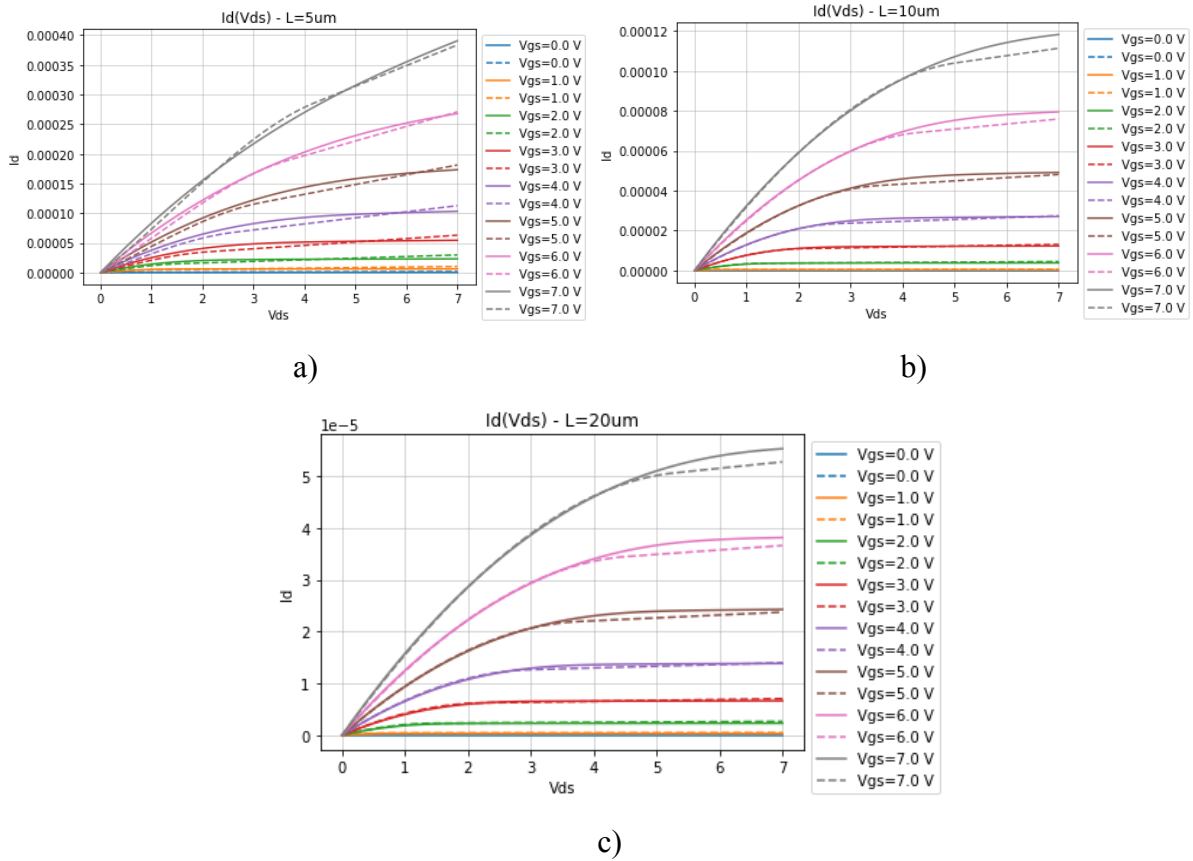 Id(Vds) - L=5um
0.00040
0.00035
0.00030
0.00025
0.00020
0.00015
0.00010
0.00005
0.00000
Id
0 1 2 3 4 5 6 7
Vds
Vgs=0.0 V
Vgs=0.0 V
Vgs=1.0 V
Vgs=1.0 V
Vgs=2.0 V
Vgs=2.0 V
Vgs=3.0 V
Vgs=3.0 V
Vgs=4.0 V
Vgs=4.0 V
Vgs=5.0 V
Vgs=5.0 V
Vgs=6.0 V
Vgs=6.0 V
Vgs=7.0 V
Vgs=7.0 V
a)
Id(Vds) - L=10um
0.00012
0.00010
0.00008
0.00006
0.00004
0.00002
0.00000
Id
0 1 2 3 4 5 6 7
Vds
Vgs=0.0 V
Vgs=0.0 V
Vgs=1.0 V
Vgs=1.0 V
Vgs=2.0 V
Vgs=2.0 V
Vgs=3.0 V
Vgs=3.0 V
Vgs=4.0 V
Vgs=4.0 V
Vgs=5.0 V
Vgs=5.0 V
Vgs=6.0 V
Vgs=6.0 V
Vgs=7.0 V
Vgs=7.0 V
b)
Id(Vds) - L=20um
1e-5
5
4
3
2
1
0
Id
0 1 2 3 4 5 6 7
Vds
Vgs=0.0 V
Vgs=0.0 V
Vgs=1.0 V
Vgs=1.0 V
Vgs=2.0 V
Vgs=2.0 V
Vgs=3.0 V
Vgs=3.0 V
Vgs=4.0 V
Vgs=4.0 V
Vgs=5.0 V
Vgs=5.0 V
Vgs=6.0 V
Vgs=6.0 V
Vgs=7.0 V
Vgs=7.0 V
c)